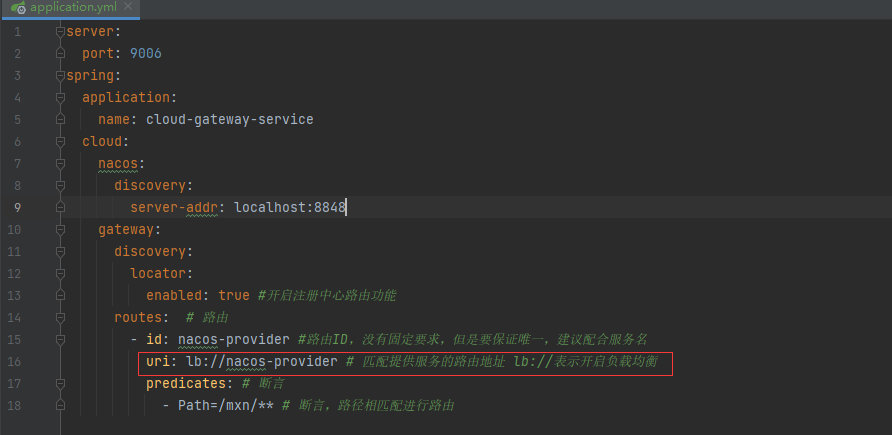 application.yml
1 server:
2 port: 9006
3 spring:
4 application:
5 name: cloud-gateway-service
6 cloud:
7 nacos:
8 discovery:
9 server-addr: localhost:8848
10 gateway:
11 discovery:
12 locator:
13 enabled: true #开启注册中心路由功能
14 routes:  # 路由
15 - id: nacos-provider #路由ID，没有固定要求，但是要保证唯一，建议配合服务名
16 uri: lb://nacos-provider # 匹配提供服务的路由地址 lb://表示开启负载均衡
17 predicates: # 断言
18 - Path=/mxn/** # 断言，路径相匹配进行路由